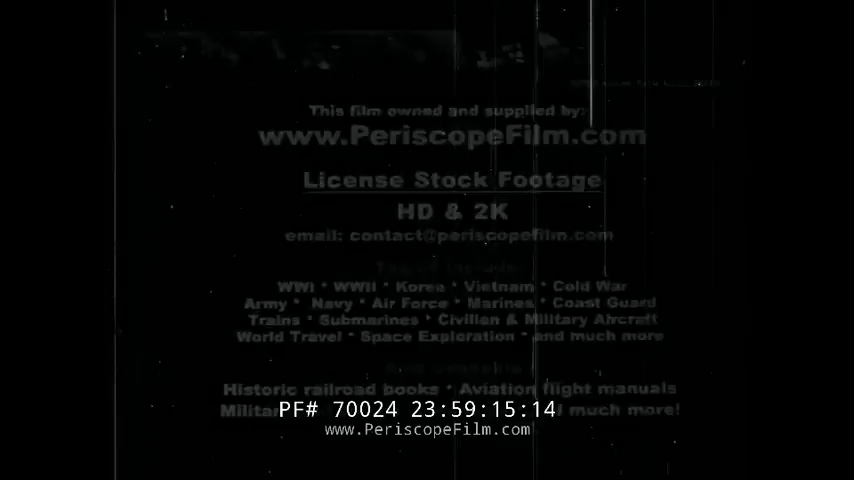 This film owned and supplied by:
www.PeriscopeFilm.com
License Stock Footage
HD & 2K
email: contact@periscopefilm.com
WWI * WWII * Korea * Vietnam * Cold War
Army * Navy * Air Force * Marines * Coast Guard
Trains * Submarines * Civilian & Military Aircraft
World Travel * Space Exploration * and much more
Historic railroad books * Aviation flight manuals
PF# 70024 23:59:15:14
much more!
www.PeriscopeFilm.com